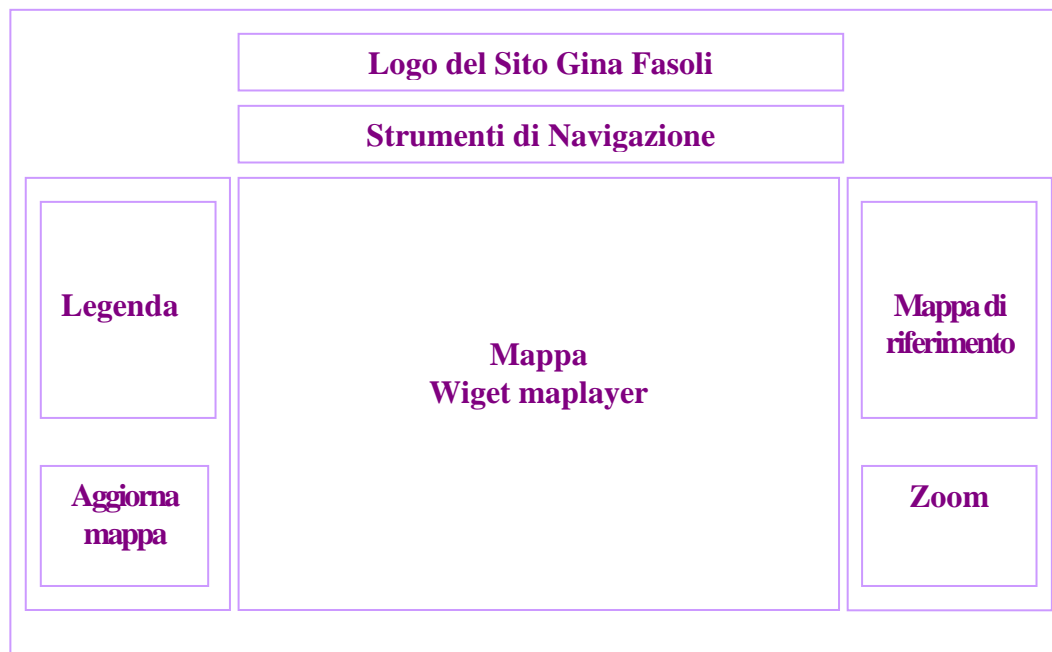 Logo del Sito Gina Fasoli
Strumenti di Navigazione
Legenda
Aggiorna
mappa
Mappa
Wiget maplayer
Mappa di
riferimento
Zoom